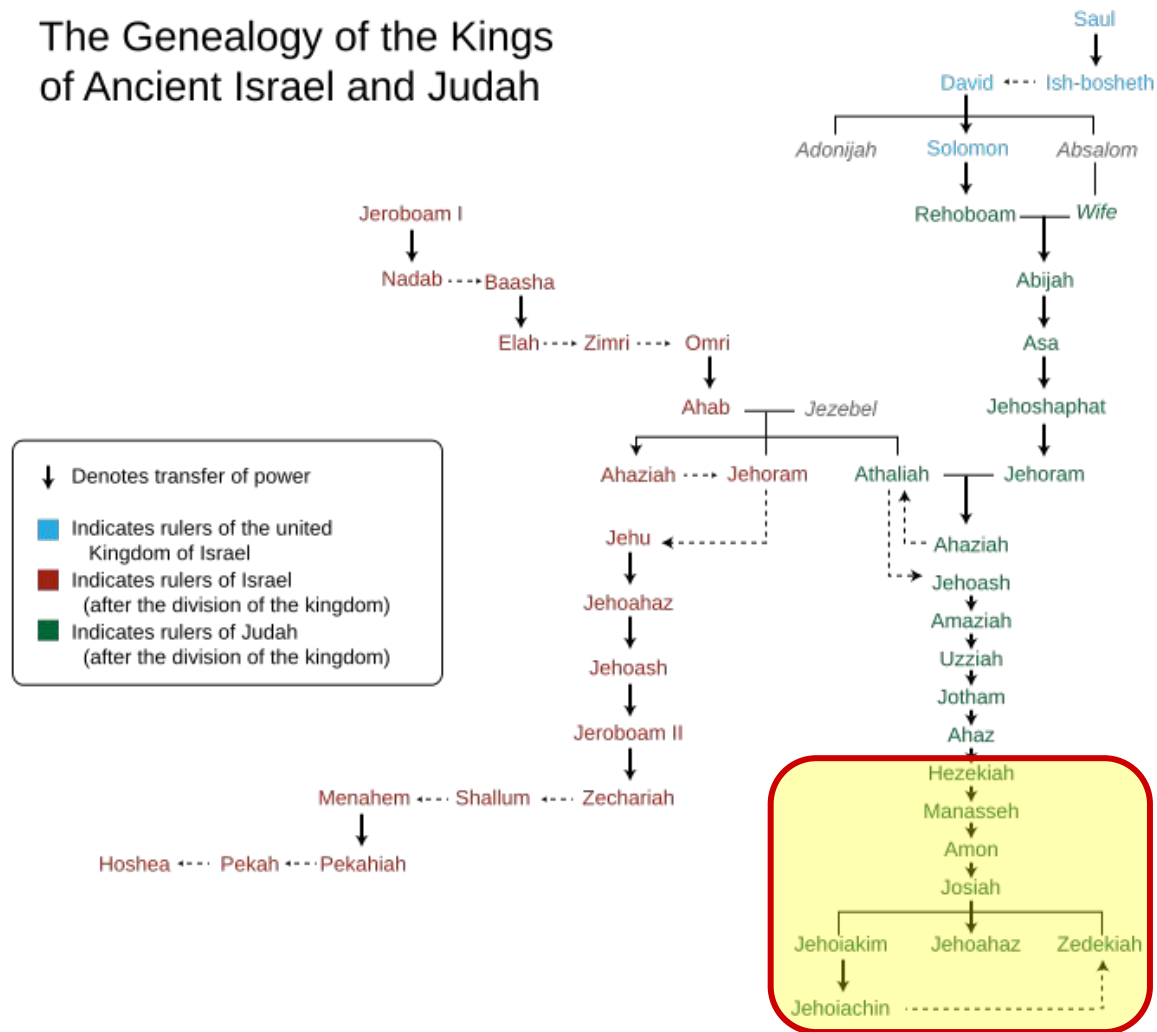 The Genealogy of the Kings
of Ancient Israel and Judah
Saul
David
Ish-bosheth
Adonijah
Solomon
Absalom
Jeroboam I
Rehoboam
Wife
Nadab
Baasha
Abijah
Elah
Zimri
Omri
Asa
Ahab
Jezebel
Jehoshaphat
Ahaziah
Jehoram
Athaliah
Jehoram
Jehu
Ahaziah
Jehoash
Jehoahaz
Amaziah
Jehoash
Uzziah
Jotham
Jeroboam II
Ahaz
Hezekiah
Menahem
Shallum
Zechariah
Manasseh
Hoshea
Pekah
Pekahiah
Amon
Josiah
Jehoiakim
Jehoahaz
Zedekiah
Jehoiachin
Denotes transfer of power
Indicates rulers of the united
Kingdom of Israel
Indicates rulers of Israel
(after the division of the kingdom)
Indicates rulers of Judah
(after the division of the kingdom)